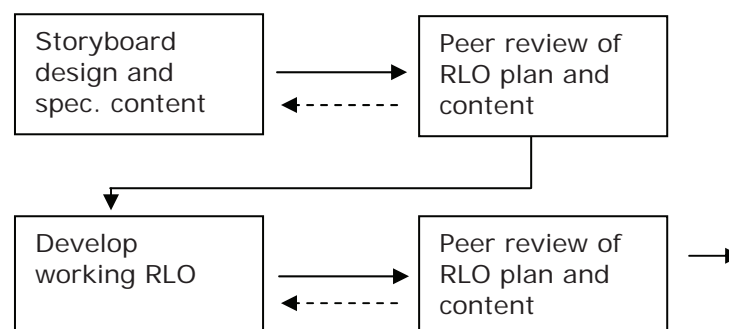 Storyboard
design and
spec. content
Peer review of
RLO plan and
content
Develop
working RLO
Peer review of
RLO plan and
content